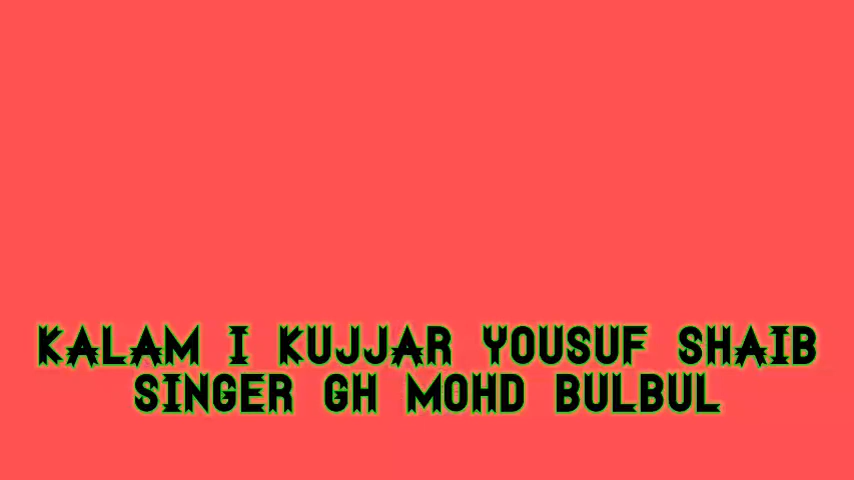 KALAM I KUJJAR YOUSUF SHAIB
SINGER GH MOHD BULBUL